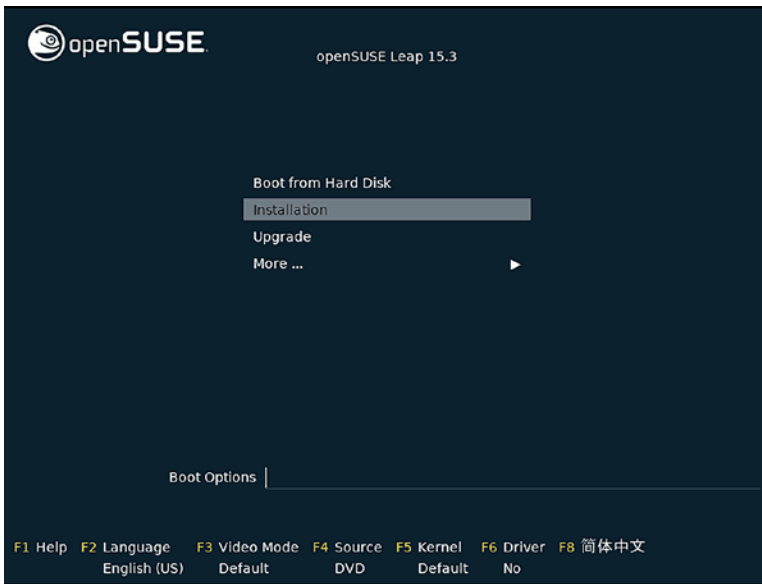 openSUSE.
openSUSE Leap 15.3
Boot from Hard Disk
Installation
Upgrade
More ...
Boot Options
F1 Help F2 Language F3 Video Mode F4 Source F5 Kernel F6 Driver F8 简体中文
English (US) Default DVD Default No